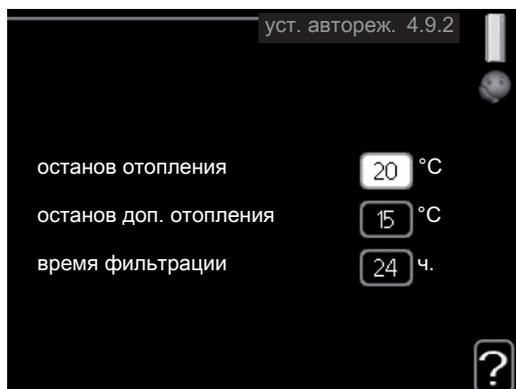 уст. автореж. 4.9.2
останов отопления 20 °C
останов доп. отопления 15 °C
время фильтрации 24 ч.
?